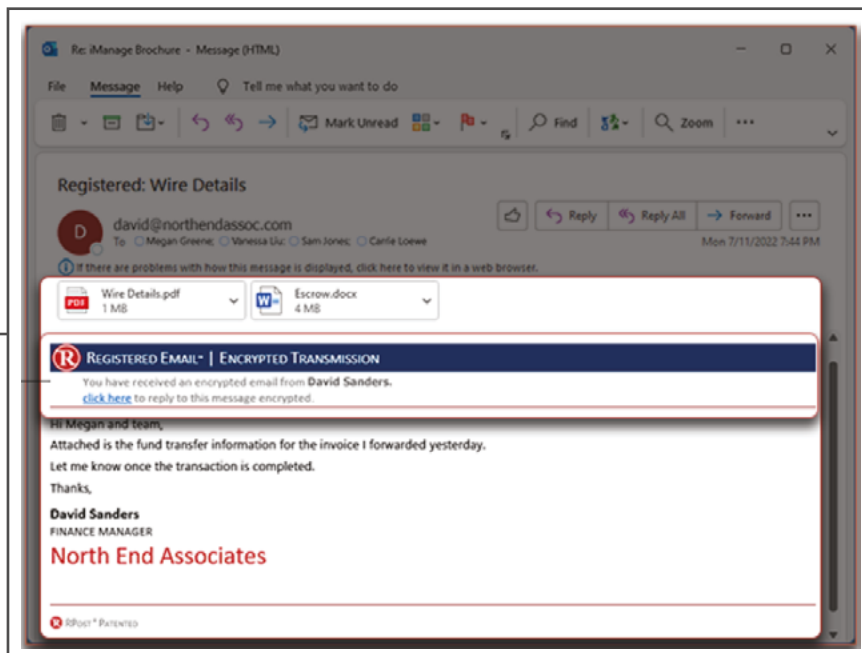 Re: iManage Brochure - Message (HTML)
File Message Help Tell me what you want to do
Mark Unread Find Zoom
Registered: Wire Details
D
david@northendassoc.com
To Megan Greene; Vanessa Liu; Sam Jones; Carrie Loewe
Reply Reply All Forward
Mon 7/11/2022 7:44 PM
If there are problems with how this message is displayed, click here to view it in a web browser.
PDF Wire Details.pdf
1 MB
W Escrow.docx
4 MB
R REGISTERED EMAIL™ | ENCRYPTED TRANSMISSION
You have received an encrypted email from David Sanders.
click here to reply to this message encrypted.
Hi Megan and team,
Attached is the fund transfer information for the invoice I forwarded yesterday.
Let me know once the transaction is completed.
Thanks,
David Sanders
FINANCE MANAGER
North End Associates
RPOST® PATENTED